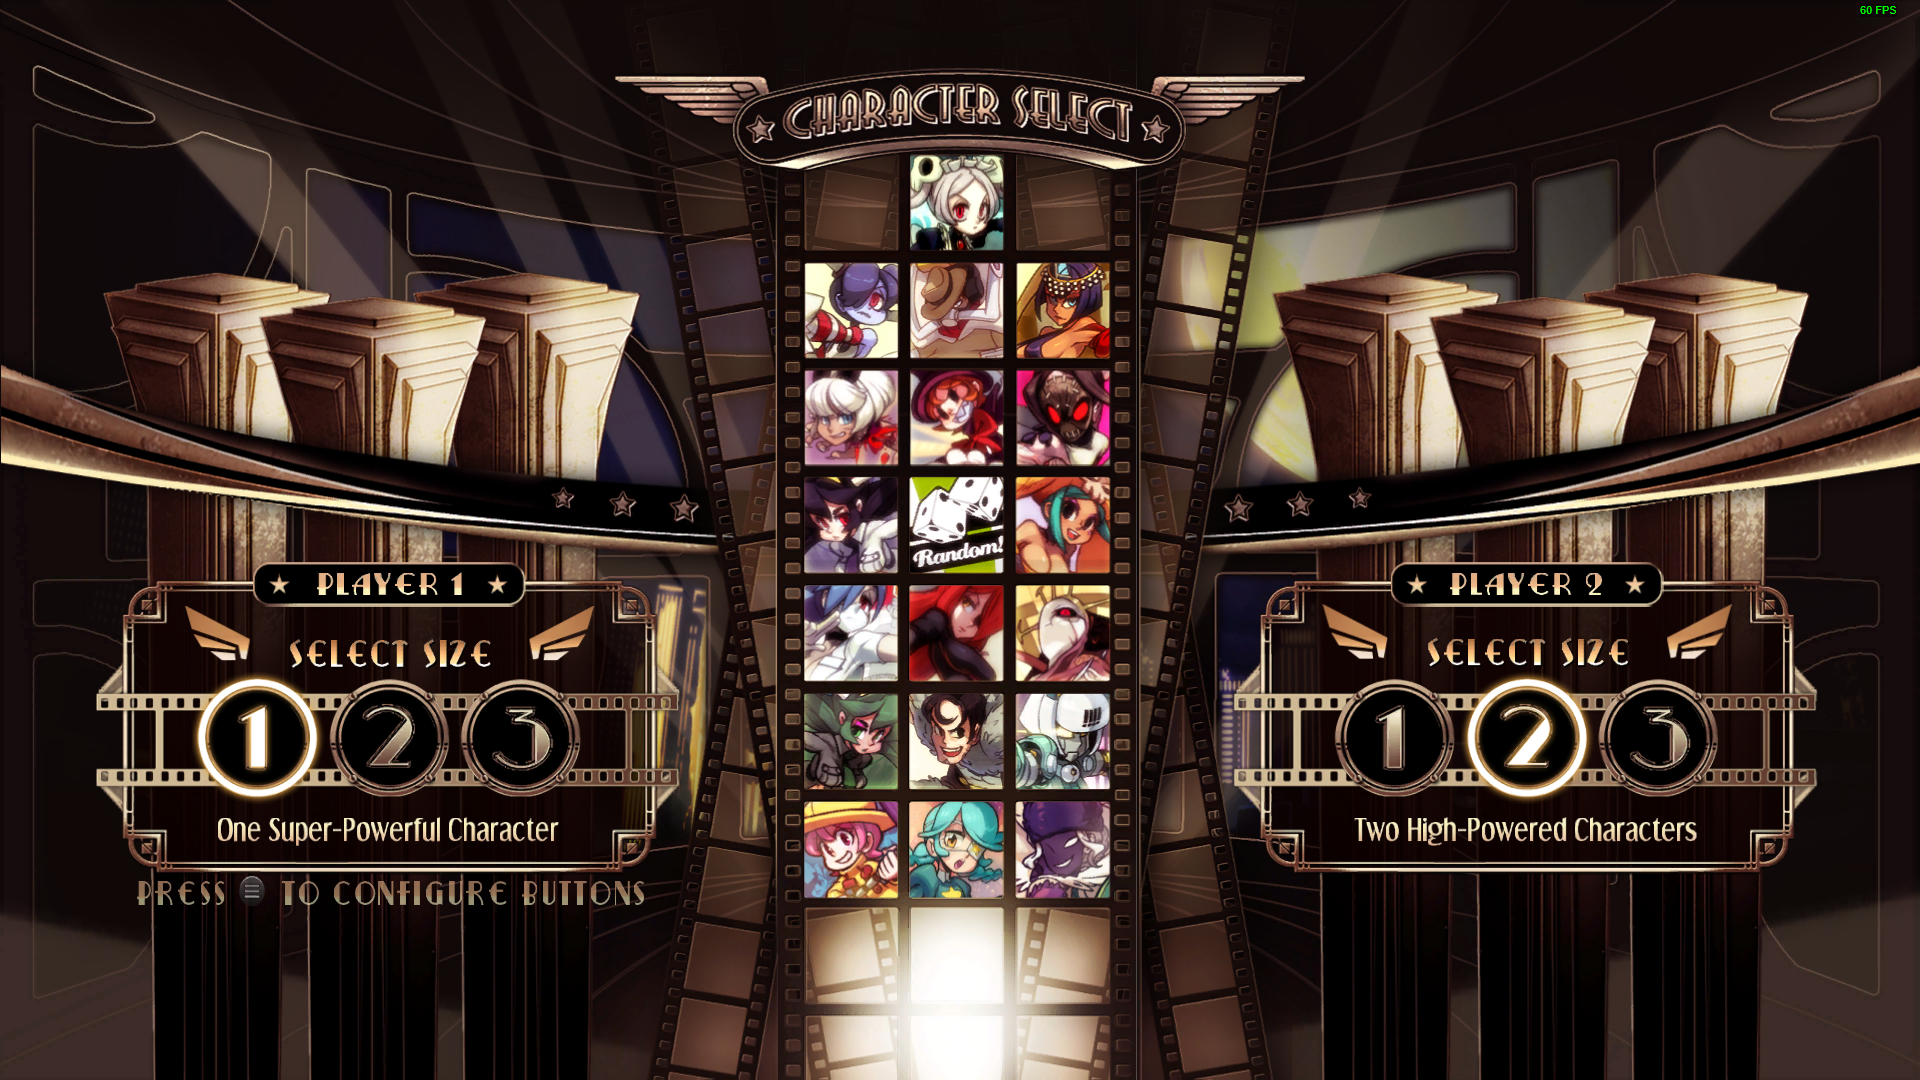 60 FPS
CHARACTER SELECT
Random!
PLAYER 1
SELECT SIZE
1 2 3
One Super-Powerful Character
PRESS TO CONFIGURE BUTTONS
PLAYER 2
SELECT SIZE
1 2 3
Two High-Powered Characters